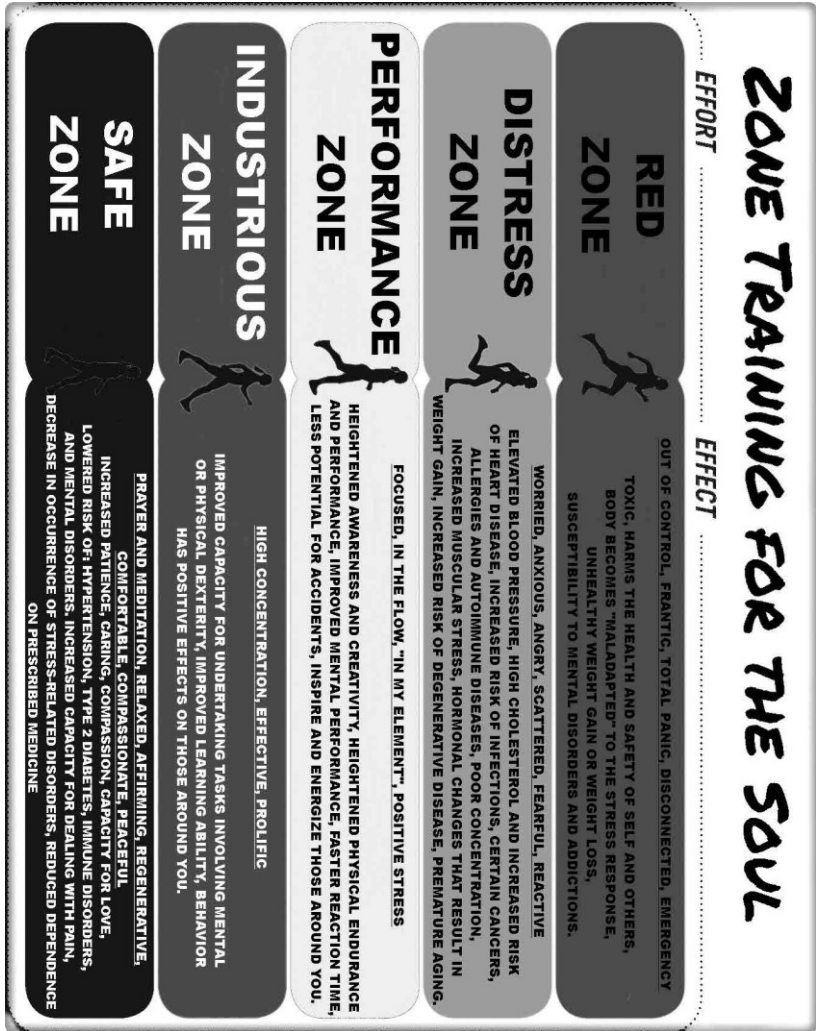 ZONE TRAINING FOR THE SOUL
EFFORT
EFFECT
RED
ZONE
OUT OF CONTROL, FRANTIC, TOTAL PANIC, DISCONNECTED, EMERGENCY
TOXIC, HARMS THE HEALTH AND SAFETY OF SELF AND OTHERS,
BODY BECOMES "MALADAPTED" TO THE STRESS RESPONSE,
UNHEALTHY WEIGHT GAIN OR WEIGHT LOSS,
SUSCEPTIBILITY TO MENTAL DISORDERS AND ADDICTIONS.
DISTRESS
ZONE
WORRIED, ANXIOUS, ANGRY, SCATTERED, FEARFUL, REACTIVE
ELEVATED BLOOD PRESSURE, HIGH CHOLESTEROL AND INCREASED RISK
OF HEART DISEASE, INCREASED RISK OF INFECTIONS, CERTAIN CANCERS,
ALLERGIES AND AUTOIMMUNE DISEASES, POOR CONCENTRATION,
INCREASED MUSCULAR STRESS, HORMONAL CHANGES THAT RESULT IN
WEIGHT GAIN, INCREASED RISK OF DEGENERATIVE DISEASE, PREMATURE AGING.
PERFORMANCE
ZONE
FOCUSED, IN THE FLOW, "IN MY ELEMENT", POSITIVE STRESS
HEIGHTENED AWARENESS AND CREATIVITY, HEIGHTENED PHYSICAL ENDURANCE
AND PERFORMANCE, IMPROVED MENTAL PERFORMANCE, FASTER REACTION TIME,
LESS POTENTIAL FOR ACCIDENTS, INSPIRE AND ENERGIZE THOSE AROUND YOU.
INDUSTRIOUS
ZONE
HIGH CONCENTRATION, EFFECTIVE, PROLIFIC
IMPROVED CAPACITY FOR UNDERTAKING TASKS INVOLVING MENTAL
OR PHYSICAL DEXTERITY, IMPROVED LEARNING ABILITY, BEHAVIOR
HAS POSITIVE EFFECTS ON THOSE AROUND YOU.
SAFE
ZONE
PRAYER AND MEDITATION, RELAXED, AFFIRMING, REGENERATIVE,
COMFORTABLE, COMPASSIONATE, PEACEFUL
INCREASED PATIENCE, CARING, COMPASSION, CAPACITY FOR LOVE,
LOWERED RISK OF: HYPERTENSION, TYPE 2 DIABETES, IMMUNE DISORDERS,
AND MENTAL DISORDERS. INCREASED CAPACITY FOR DEALING WITH PAIN,
DECREASE IN OCCURRENCE OF STRESS-RELATED DISORDERS, REDUCED DEPENDENCE
ON PRESCRIBED MEDICINE